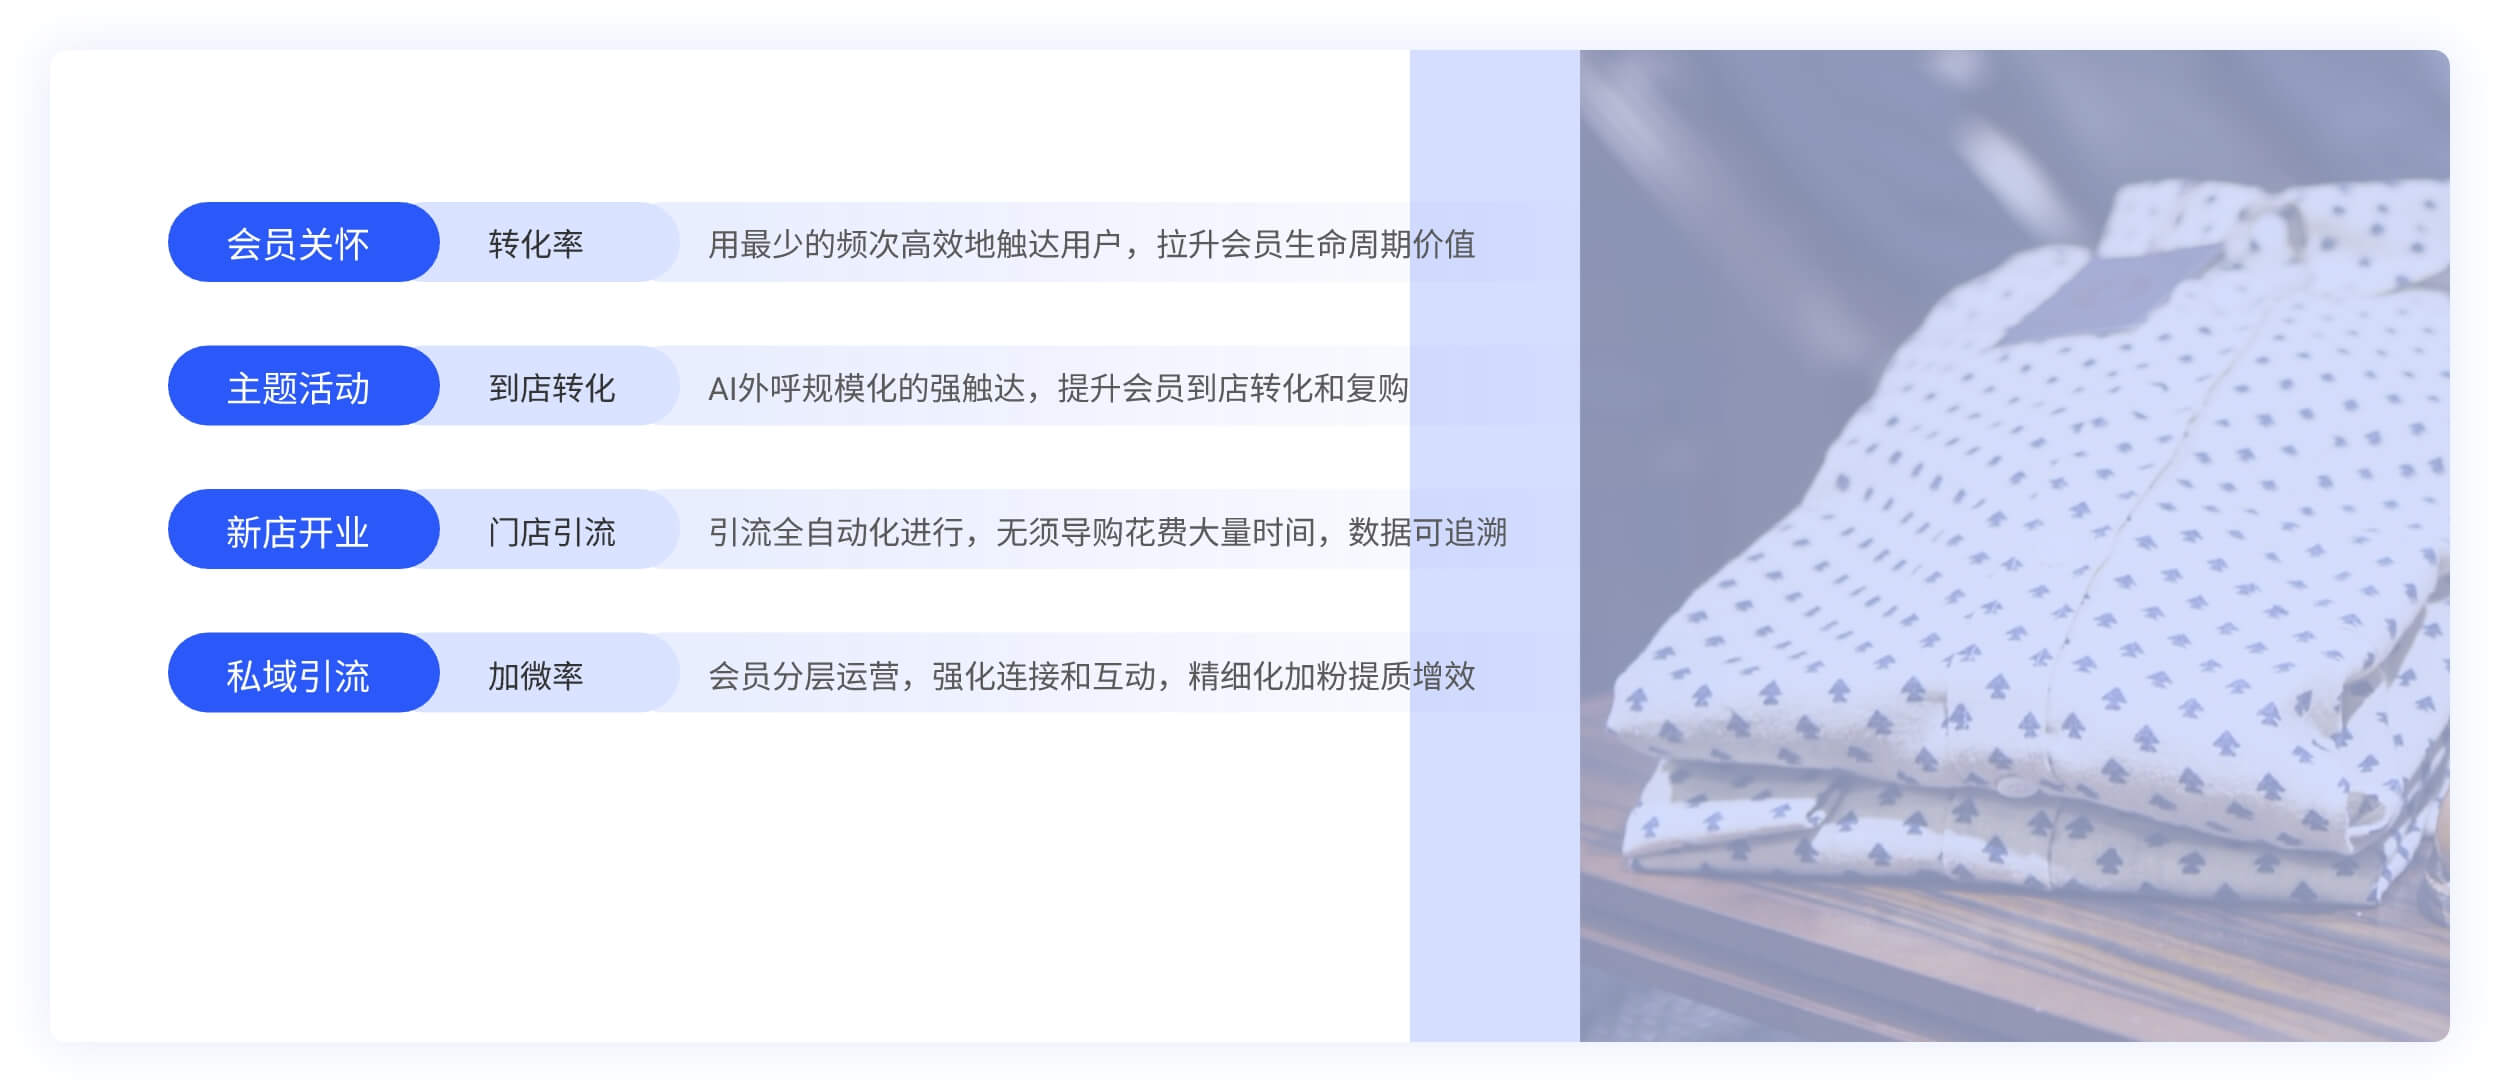 会员关怀 转化率 用最少的频次高效地触达用户，拉升会员生命周期价值
主题活动 到店转化 AI外呼规模化的强触达，提升会员到店转化和复购
新店开业 门店引流 引流全自动化进行，无须导购花费大量时间，数据可追溯
私域引流 加微率 会员分层运营，强化连接和互动，精细化加粉提质增效